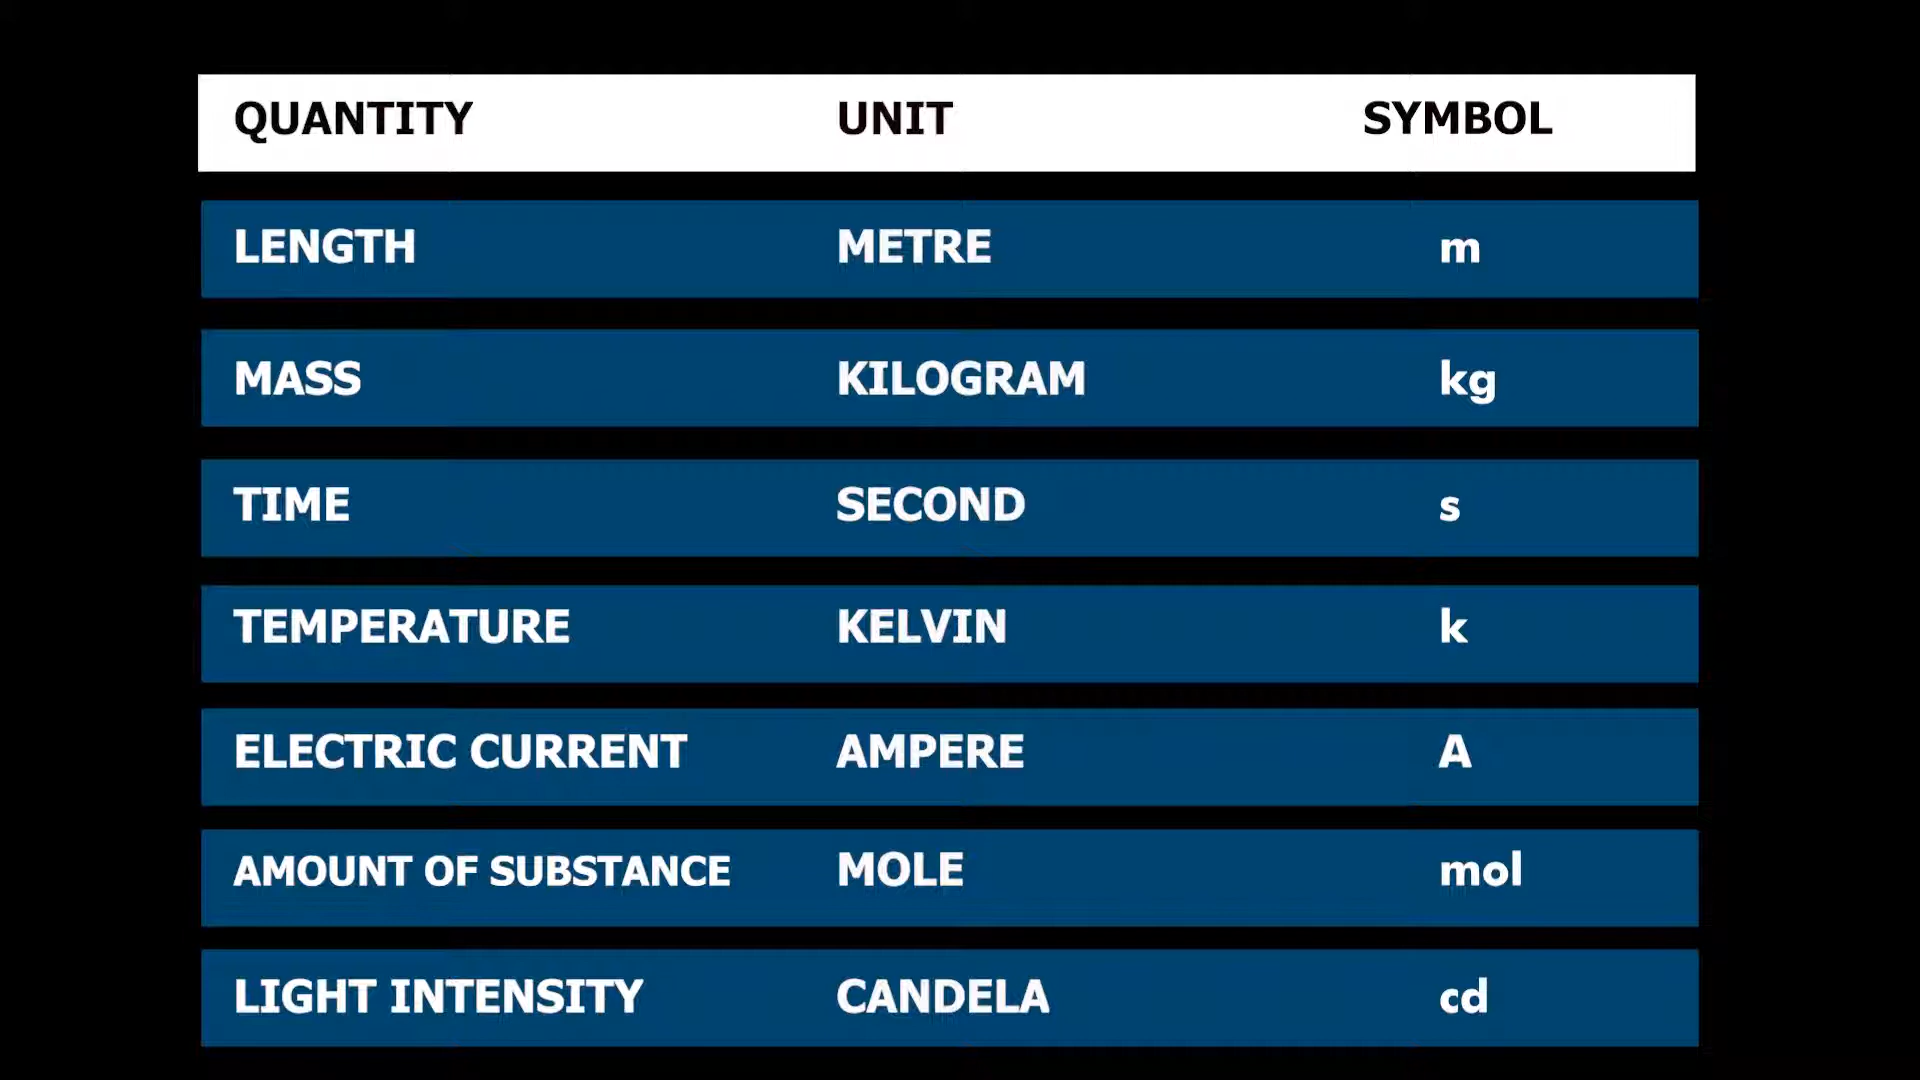 QUANTITY UNIT SYMBOL
LENGTH METRE m
MASS KILOGRAM kg
TIME SECOND s
TEMPERATURE KELVIN k
ELECTRIC CURRENT AMPERE A
AMOUNT OF SUBSTANCE MOLE mol
LIGHT INTENSITY CANDELA cd